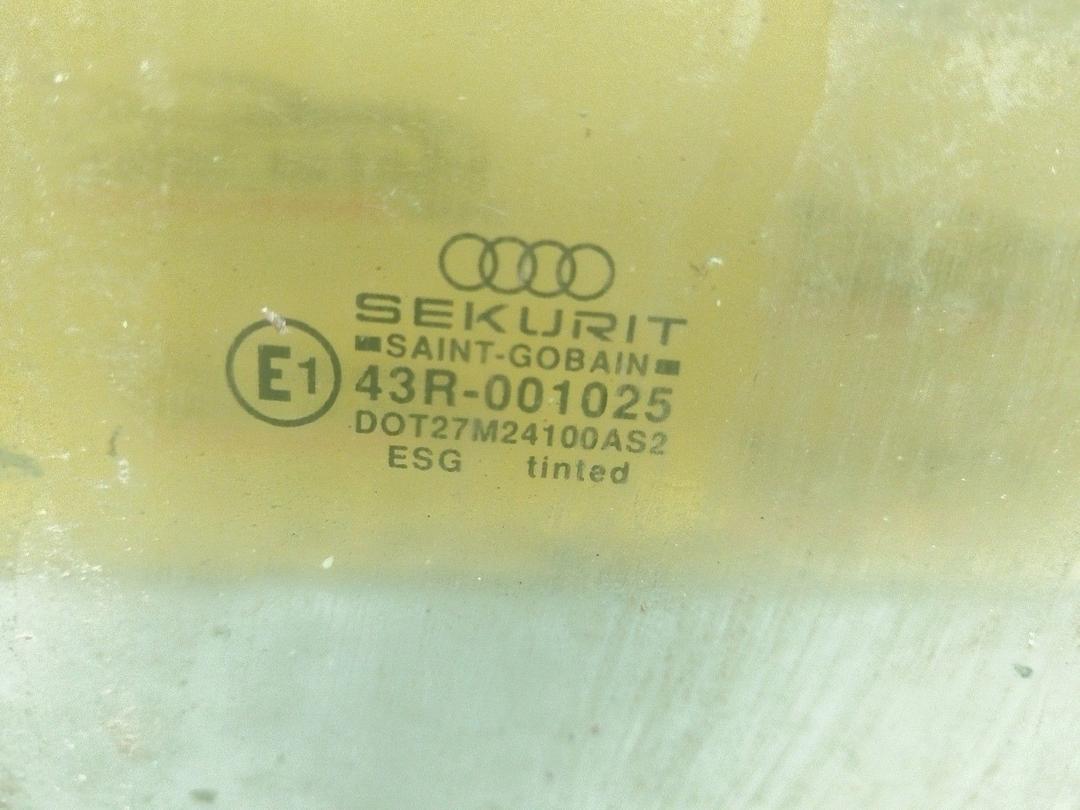 SEKURIT
SAINT-GOBAIN
E1
43R-001025
DOT27M24100AS2
ESG tinted